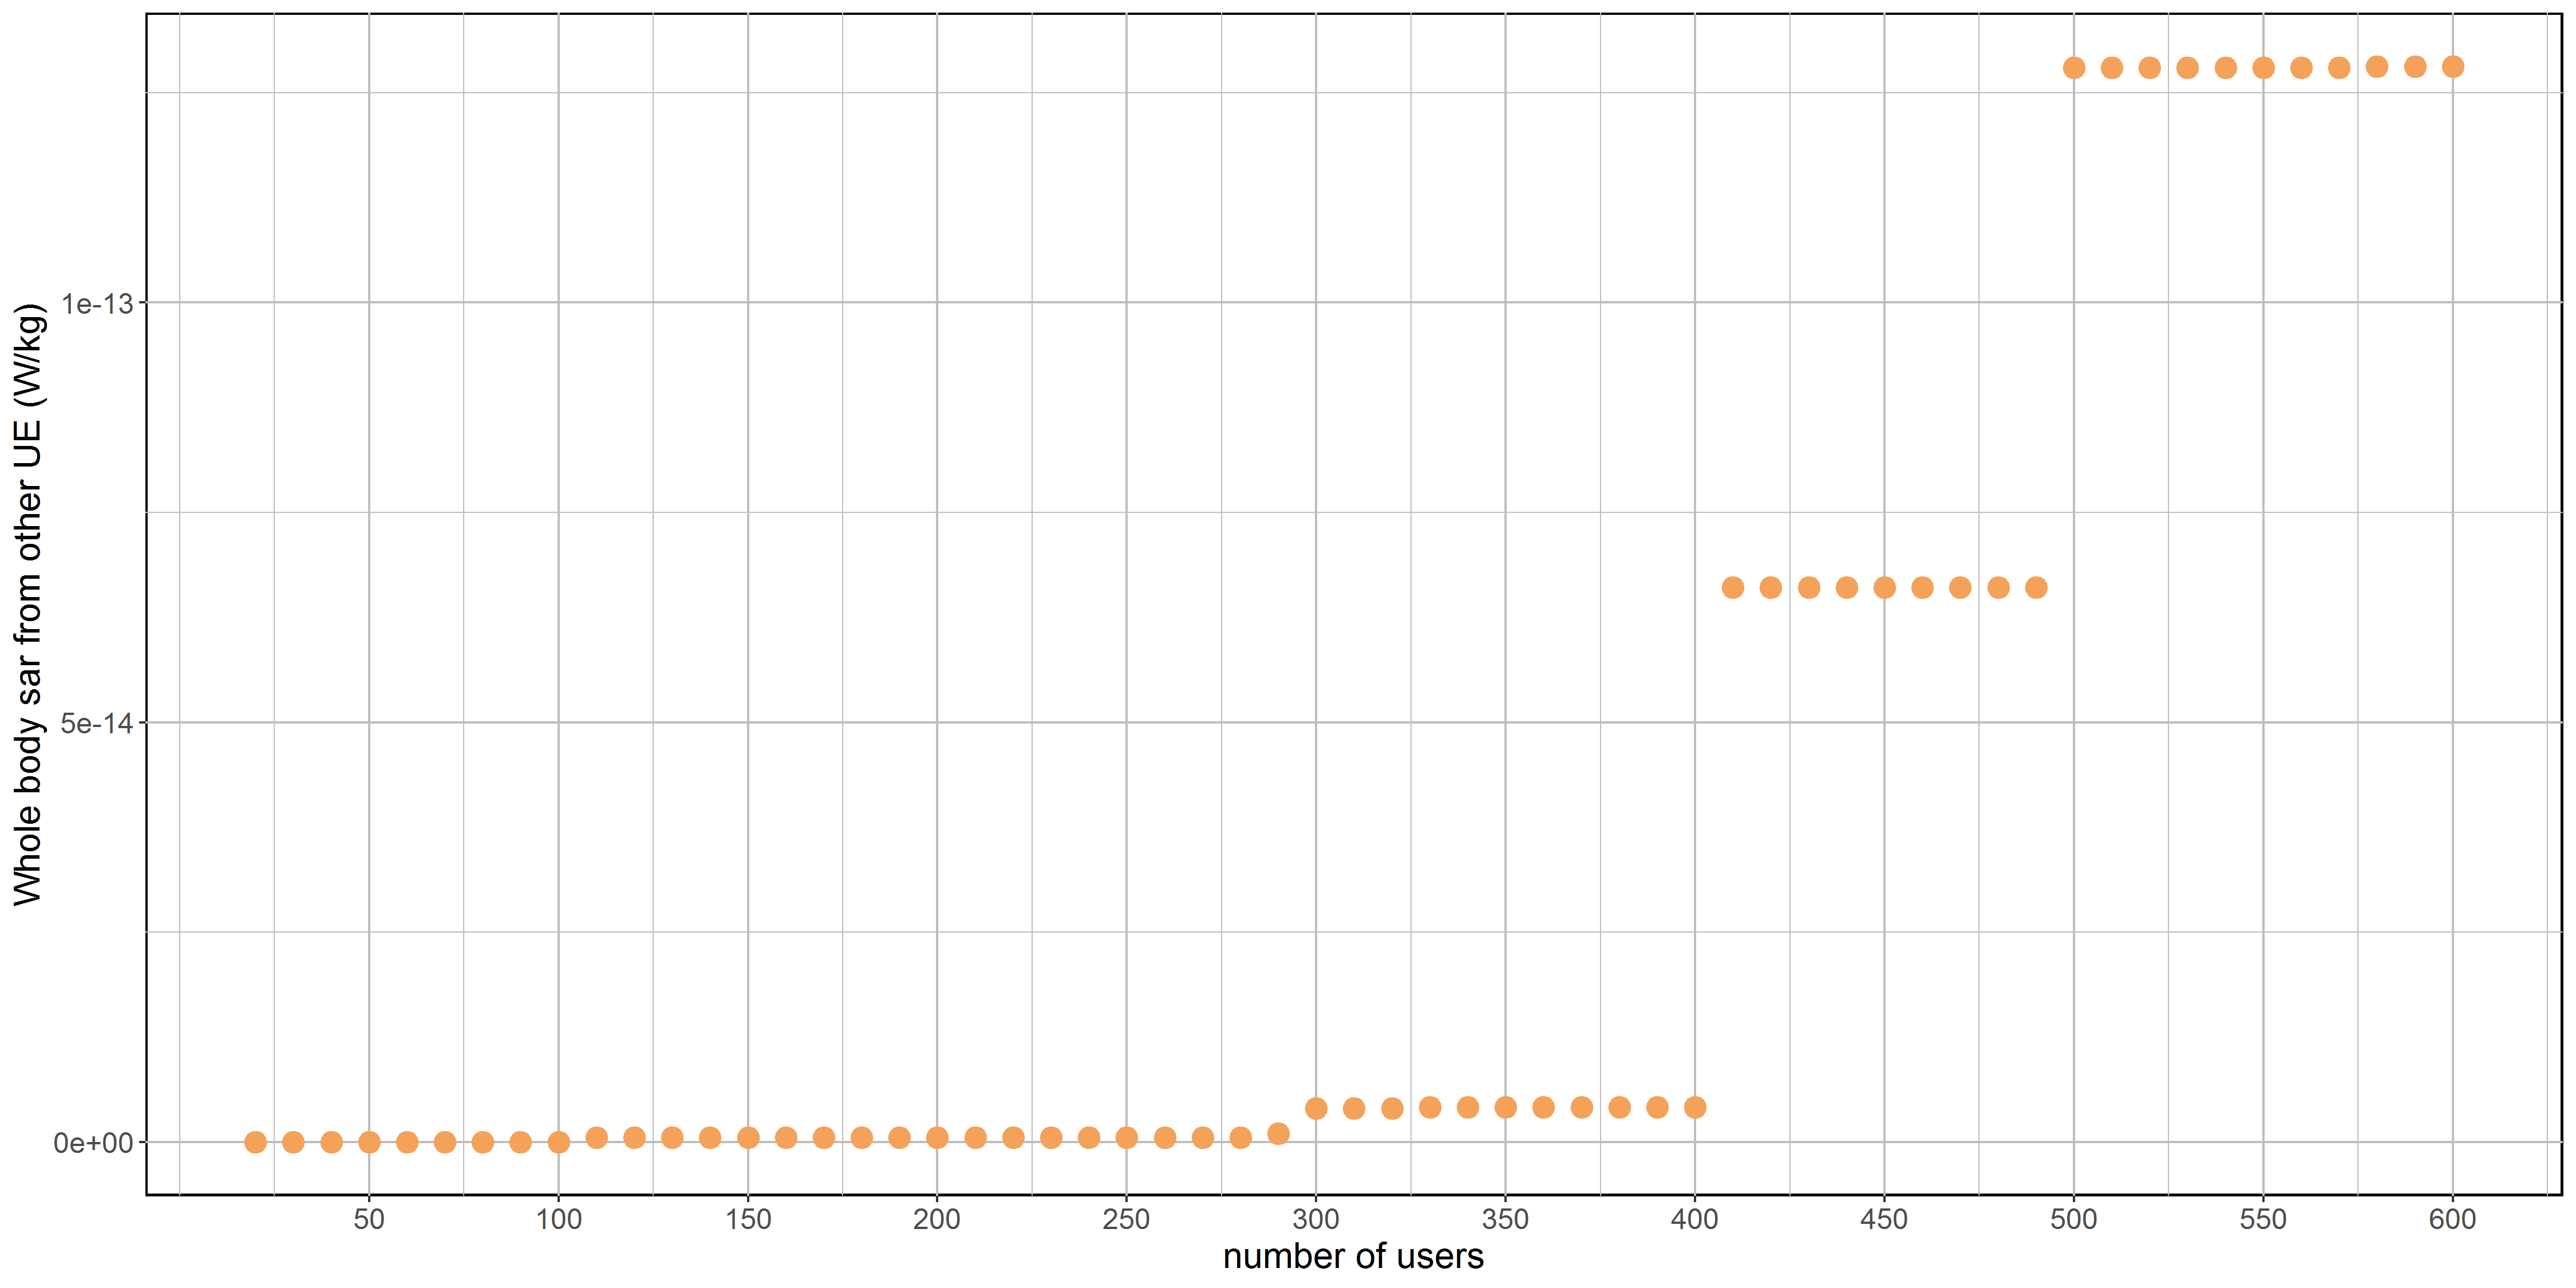 Whole body sar from other UE (W/kg)
1e-13
5e-14
0e+00
50 100 150 200 250 300 350 400 450 500 550 600
number of users